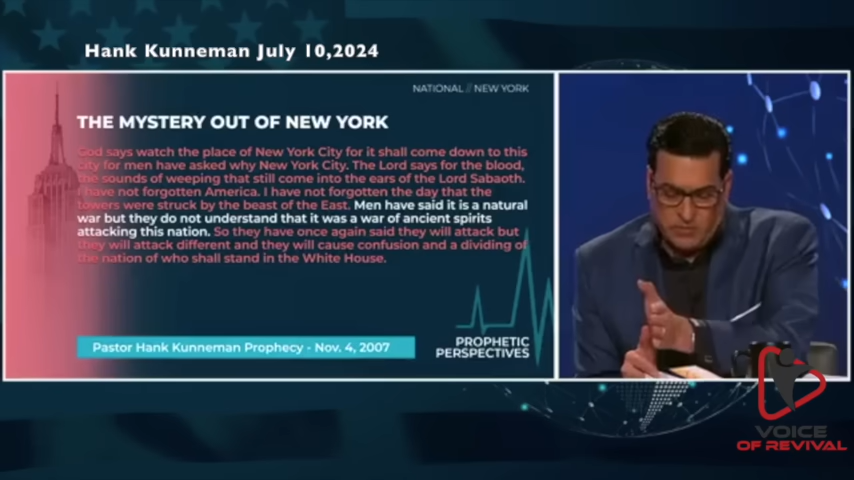 Hank Kunneman July 10,2024
NATIONAL // NEW YORK
THE MYSTERY OUT OF NEW YORK
God says watch the place of New York City for it shall come down to this
city for men have asked why New York City. The Lord says for the blood,
the sounds of weeping that still come into the ears of the Lord Sabaoth.
I have not forgotten America. I have not forgotten the day that the
towers were struck by the beast of the East. Men have said it is a natural
war but they do not understand that it was a war of ancient spirits
attacking this nation. So they have once again said they will attack but
they will attack different and they will cause confusion and a dividing of
the nation of who shall stand in the White House.
Pastor Hank Kunneman Prophecy - Nov. 4, 2007
PROPHETIC
PERSPECTIVES
VOICE
OF REVIVAL